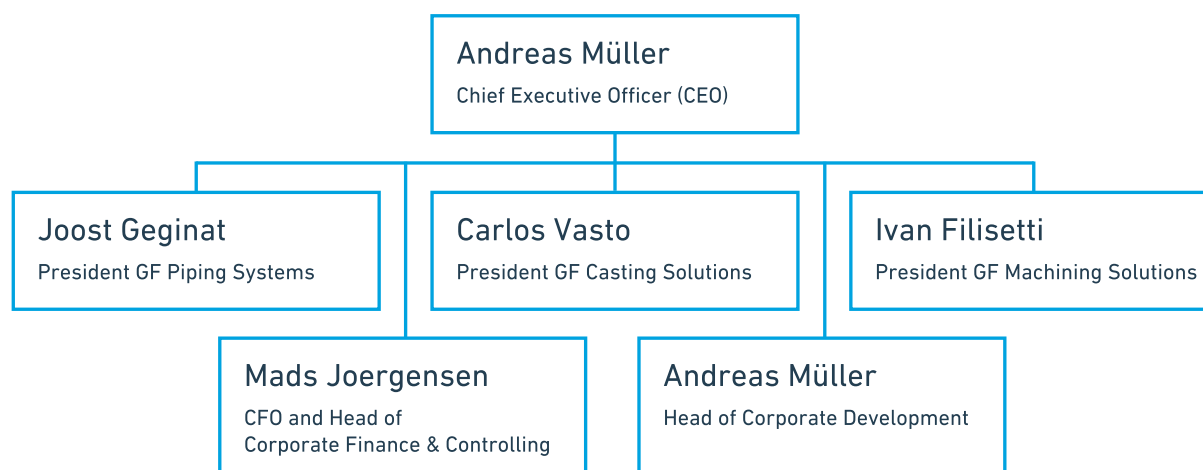 Andreas Müller
Chief Executive Officer (CEO)
Joost Geginat
President GF Piping Systems
Carlos Vasto
President GF Casting Solutions
Ivan Filisetti
President GF Machining Solutions
Mads Joergensen
CFO and Head of
Corporate Finance & Controlling
Andreas Müller
Head of Corporate Development